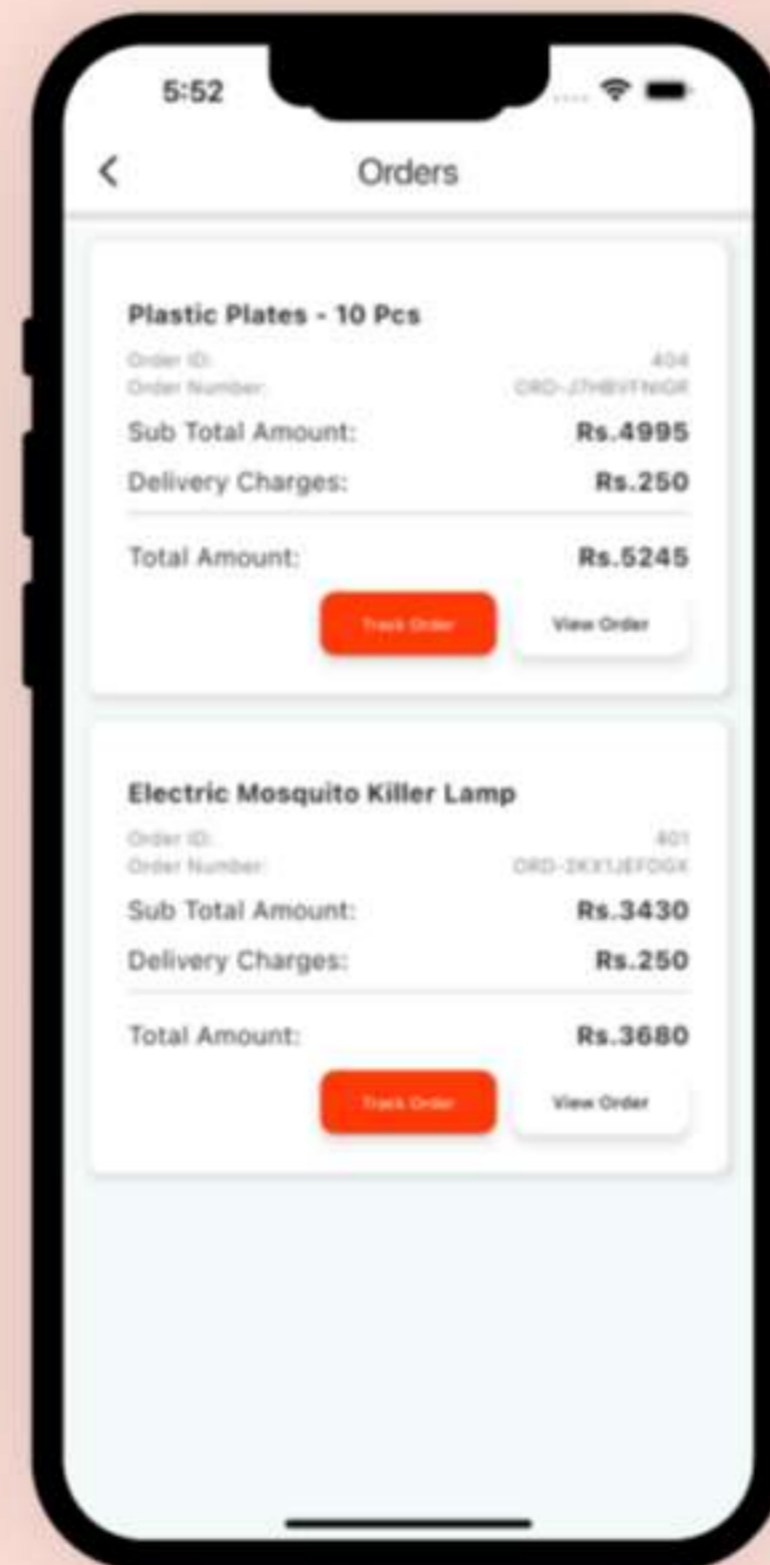 5:52
Orders
Plastic Plates - 10 Pcs
Order ID: 404
Order Number:
Sub Total Amount: Rs.4995
Delivery Charges: Rs.250
Total Amount: Rs.5245
Track Order View Order
Electric Mosquito Killer Lamp
Order ID: 401
Order Number:
Sub Total Amount: Rs.3430
Delivery Charges: Rs.250
Total Amount: Rs.3680
Track Order View Order